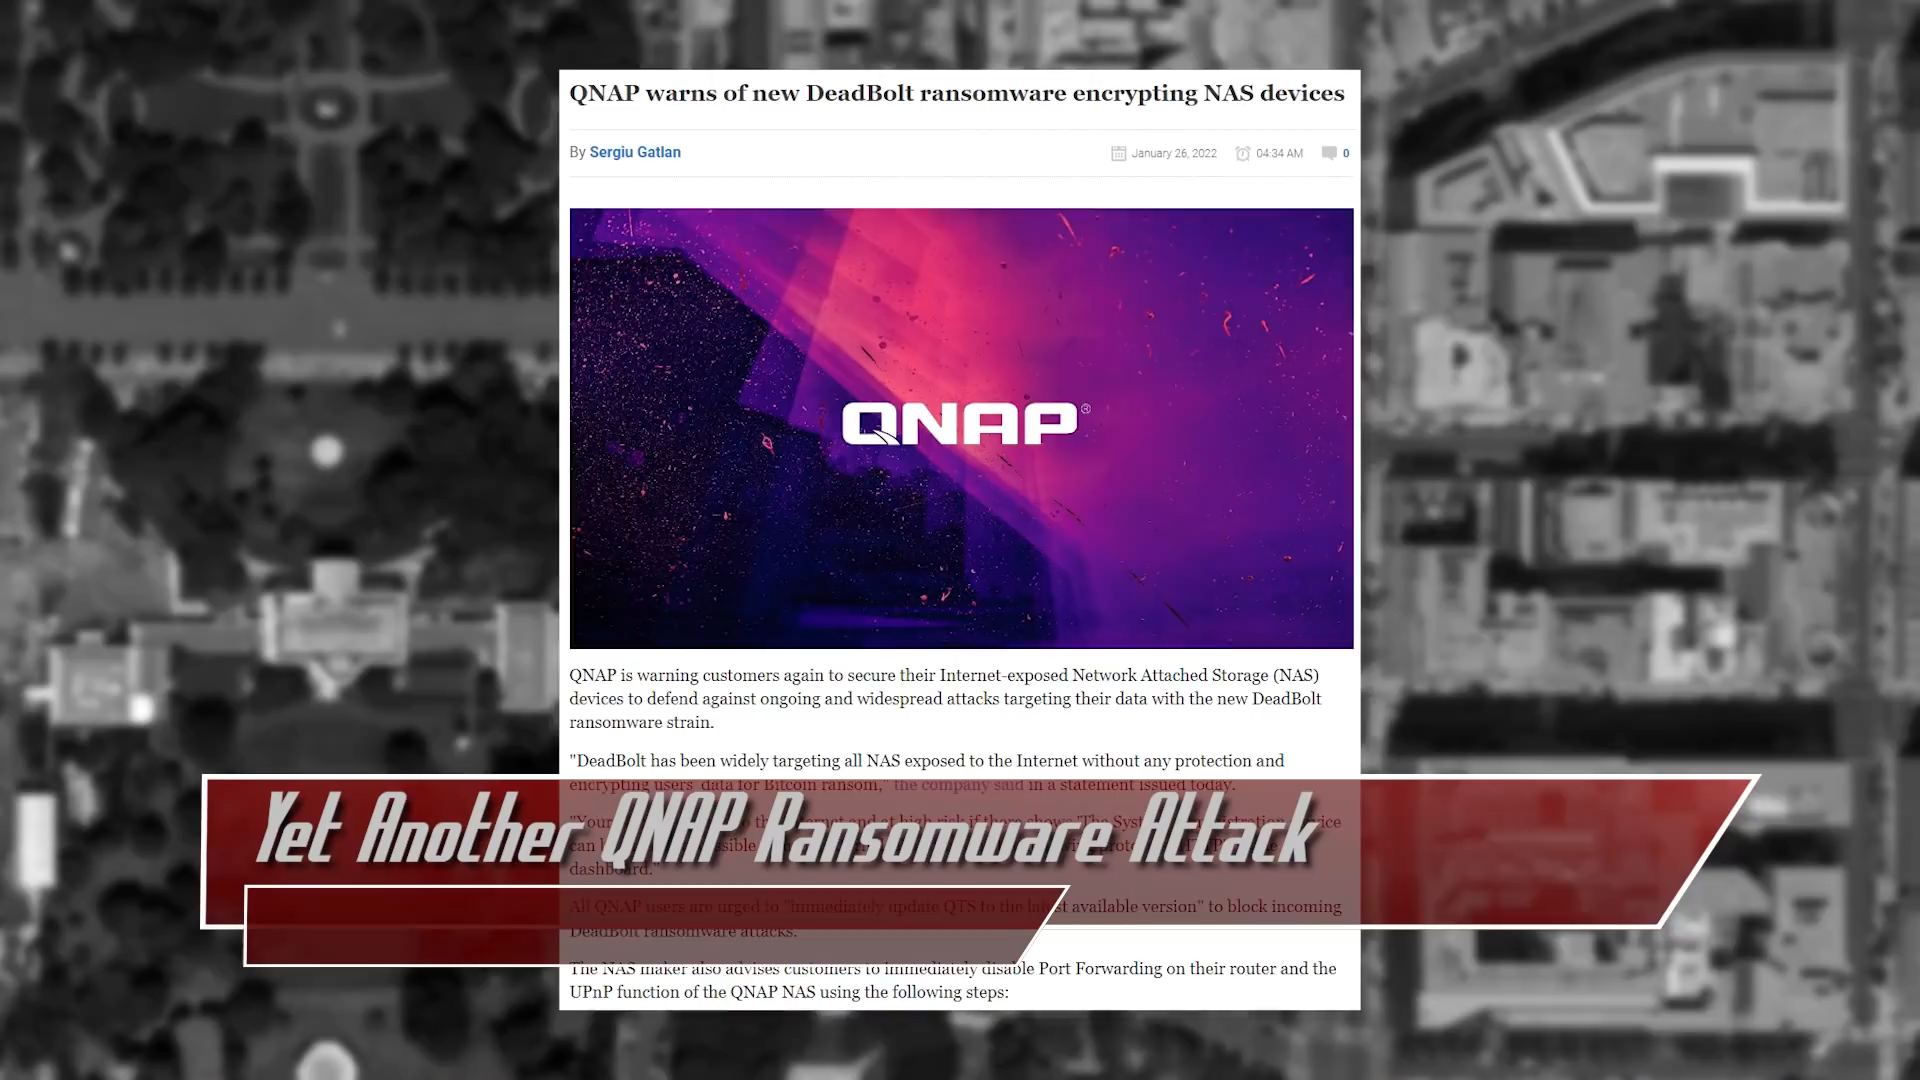 QNAP warns of new DeadBolt ransomware encrypting NAS devices
By Sergiu Gatlan
January 26, 2022 04:34 AM 0
QNAP®
QNAP is warning customers again to secure their Internet-exposed Network Attached Storage (NAS)
devices to defend against ongoing and widespread attacks targeting their data with the new DeadBolt
ransomware strain.
"DeadBolt has been widely targeting all NAS exposed to the Internet without any protection and
encrypting users' data for Bitcoin ransom," the company said in a statement issued today.
"Your
Yet Another QNAP Ransomware Attack
dashboard."
All QNAP users are urged to "immediately update QTS to the latest available version" to block incoming
DeadBolt ransomware attacks.
The NAS maker also advises customers to immediately disable Port Forwarding on their router and the
UPnP function of the QNAP NAS using the following steps: